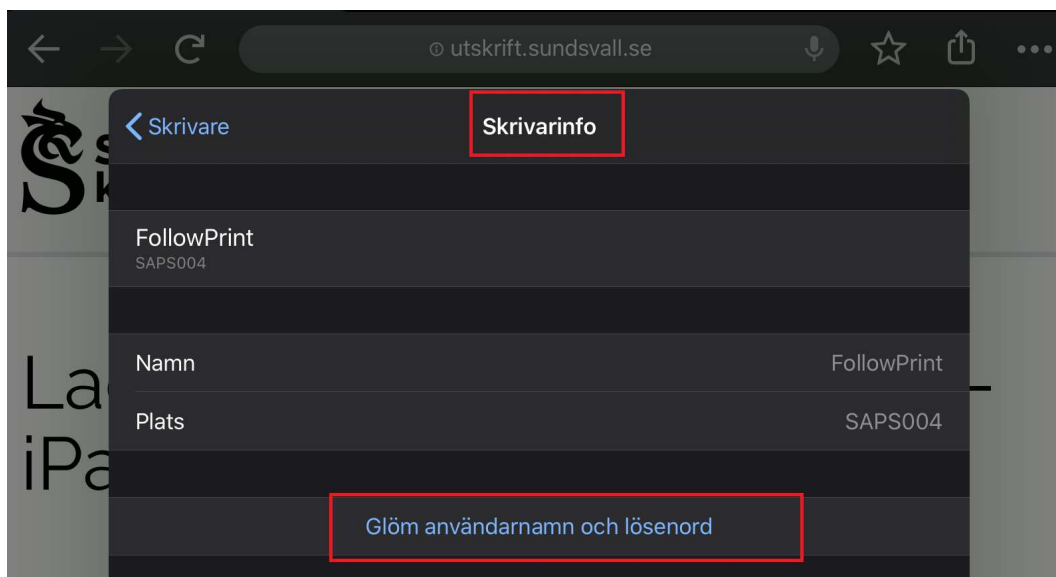 utskrift.sundsvall.se
Skrivare
Skrivarinfo
FollowPrint
SAPS004
Namn
FollowPrint
Plats
SAPS004
Glöm användarnamn och lösenord